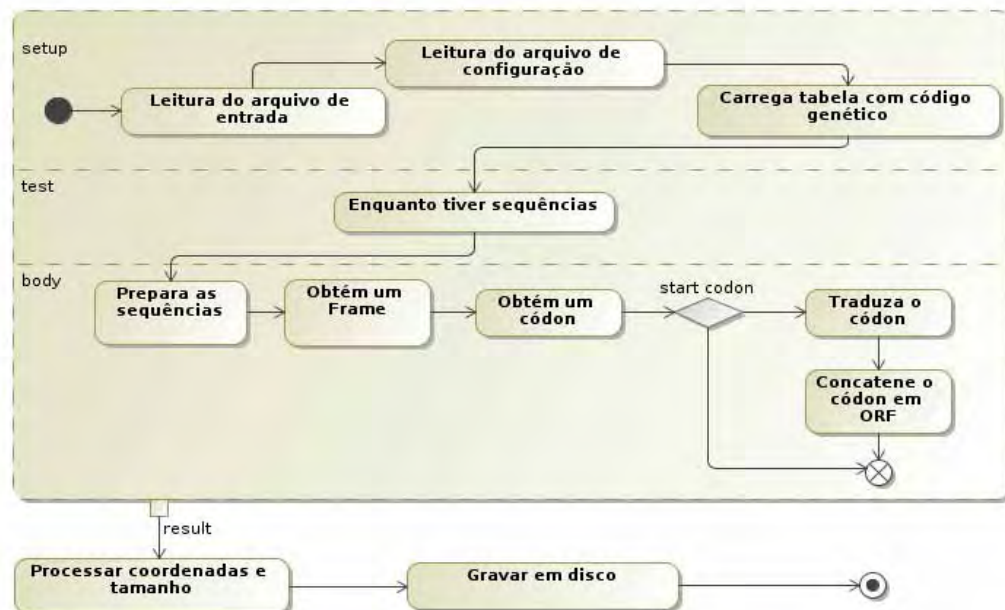 setup
Leitura do arquivo de
configuração
Leitura do arquivo de
entrada
Carrega tabela com código
genético
test
Enquanto tiver sequências
body
Prepara as
sequências
Obtém um
Frame
Obtém um
códon
start codon
Traduza o
códon
Concatene o
códon em
ORF
result
Processar coordenadas e
tamanho
Gravar em disco